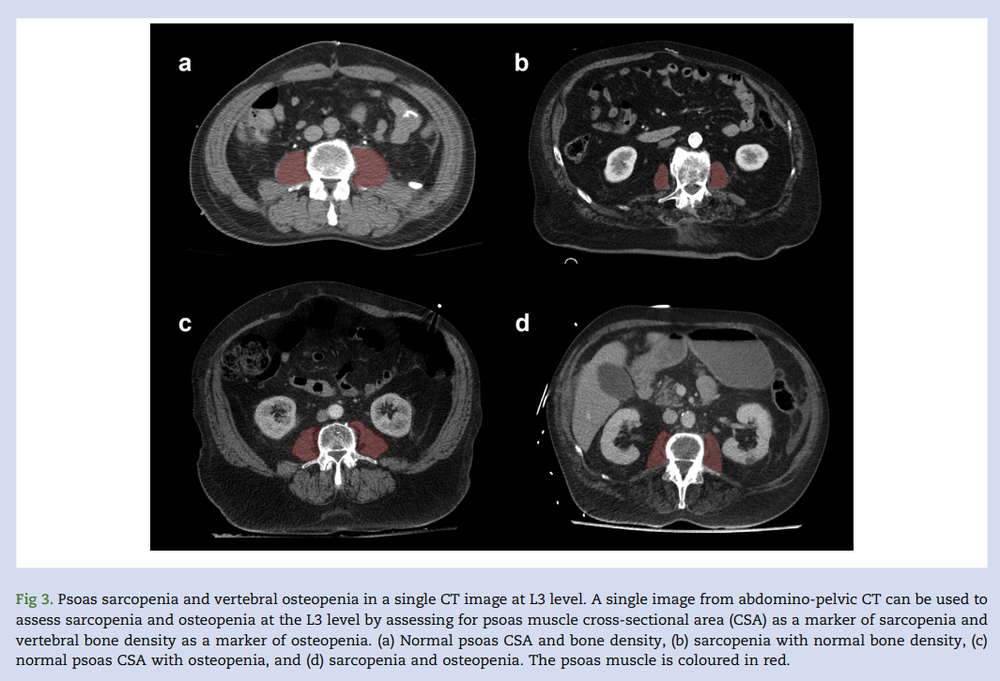 a
b
c
d
Fig 3. Psoas sarcopenia and vertebral osteopenia in a single CT image at L3 level. A single image from abdomino-pelvic CT can be used to
assess sarcopenia and osteopenia at the L3 level by assessing for psoas muscle cross-sectional area (CSA) as a marker of sarcopenia and
vertebral bone density as a marker of osteopenia. (a) Normal psoas CSA and bone density, (b) sarcopenia with normal bone density, (c)
normal psoas CSA with osteopenia, and (d) sarcopenia and osteopenia. The psoas muscle is coloured in red.